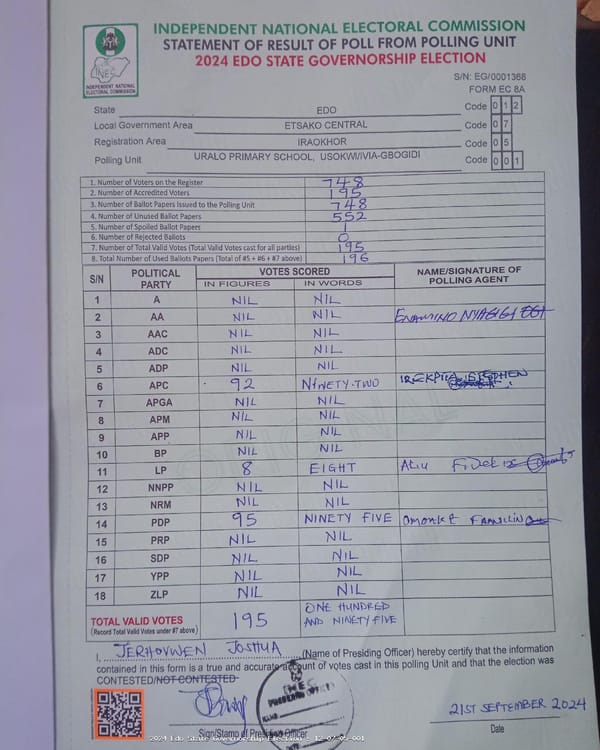 INDEPENDENT NATIONAL ELECTORAL COMMISSION
STATEMENT OF RESULT OF POLL FROM POLLING UNIT
2024 EDO STATE GOVERNORSHIP ELECTION
INEC
INDEPENDENT NATIONAL
ELECTORAL COMMISSION
S/N: EG/0001368
FORM EC 8A
State EDO Code 0 1 2
Local Government Area ETSAKO CENTRAL Code 0 7
Registration Area IRAOKHOR Code 0 5
Polling Unit URALO PRIMARY SCHOOL, USOKWI/IVIA-GBOGIDI Code 0 0 1
1. Number of Voters on the Register 748
2. Number of Accredited Voters 195
3. Number of Ballot Papers Issued to the Polling Unit 748
4. Number of Unused Ballot Papers 552
5. Number of Spoiled Ballot Papers 1
6. Number of Rejected Ballots 0
7. Number of Total Valid Votes (Total Valid Votes cast for all parties) 195
8. Total Number of Used Ballots Papers (Total of #5 + #6 + #7 above) 196
S/N POLITICAL PARTY VOTES SCORED NAME/SIGNATURE OF POLLING AGENT
IN FIGURES IN WORDS
1 A NIL NIL
2 AA NIL NIL
3 AAC NIL NIL
4 ADC NIL NIL
5 ADP NIL NIL
6 APC 92 NINETY-TWO STEPHEN
7 APGA NIL NIL
8 APM NIL NIL
9 APP NIL NIL
10 BP NIL NIL
11 LP 8 EIGHT Aliu
12 NNPP NIL NIL
13 NRM NIL NIL
14 PDP 95 NINETY FIVE
15 PRP NIL NIL
16 SDP NIL NIL
17 YPP NIL NIL
18 ZLP NIL NIL
TOTAL VALID VOTES 195 ONE HUNDRED AND NINETY FIVE
(Record Total Valid Votes under #7 above)
I, JERHOVWEN JOSHUA (Name of Presiding Officer) hereby certify that the information
contained in this form is a true and accurate account of votes cast in this polling Unit and that the election was
CONTESTED/NOT CONTESTED
INEC
PRESIDING OFFICER
21ST SEPTEMBER 2024
Sign/Stamp of Presiding Officer Date
2024 Edo State Governorship Election - 12-07-05-001